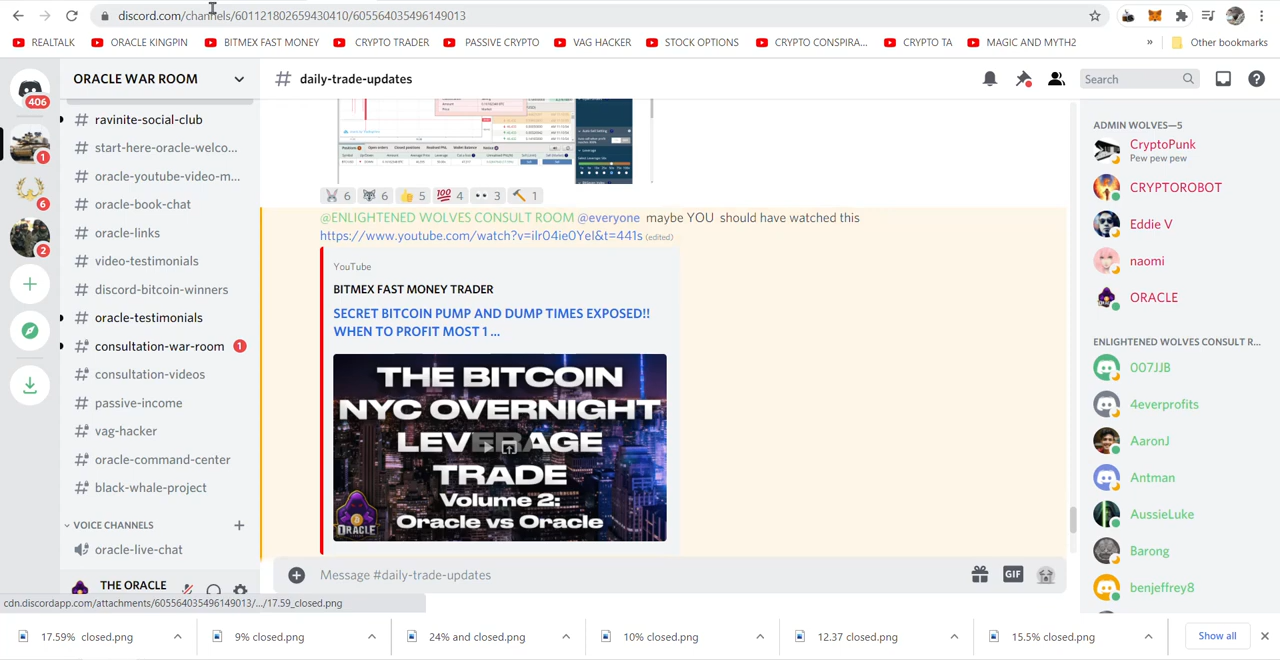 discord.com/channels/601121802659430410/605564035496149013
REALTALK
ORACLE KINGPIN
BITMEX FAST MONEY
CRYPTO TRADER
PASSIVE CRYPTO
VAG HACKER
STOCK OPTIONS
CRYPTO CONSPIRA...
CRYPTO TA
MAGIC AND MYTH2
»
Other bookmarks
406
1
6
2
ORACLE WAR ROOM
# ravinite-social-club
# start-here-oracle-welco...
# oracle-youtube-video-m...
# oracle-book-chat
# oracle-links
# video-testimonials
# discord-bitcoin-winners
# oracle-testimonials
# consultation-war-room 1
# consultation-videos
# passive-income
# vag-hacker
# oracle-command-center
# black-whale-project
VOICE CHANNELS +
oracle-live-chat
THE ORACLE
cdn.discordapp.com/attachments/605564035496149013/.../17.59_closed.png
# daily-trade-updates
Search
6 6 5 100 4 3 1
@ENLIGHTENED WOLVES CONSULT ROOM @everyone maybe YOU should have watched this
https://www.youtube.com/watch?v=ilr04ie0YeI&t=441s (edited)
YouTube
BITMEX FAST MONEY TRADER
SECRET BITCOIN PUMP AND DUMP TIMES EXPOSED!!
WHEN TO PROFIT MOST 1 ...
THE BITCOIN
NYC OVERNIGHT
LEVERAGE
TRADE
Volume 2:
Oracle vs Oracle
ORACLE
Message #daily-trade-updates
GIF
ADMIN WOLVES—5
CryptoPunk
Pew pew pew
CRYPTOROBOT
Eddie V
naomi
ORACLE
ENLIGHTENED WOLVES CONSULT R...
007JJB
4everprofits
AaronJ
Antman
AussieLuke
Barong
benjeffrey8
17.59% closed.png
9% closed.png
24% and closed.png
10% closed.png
12.37 closed.png
15.5% closed.png
Show all